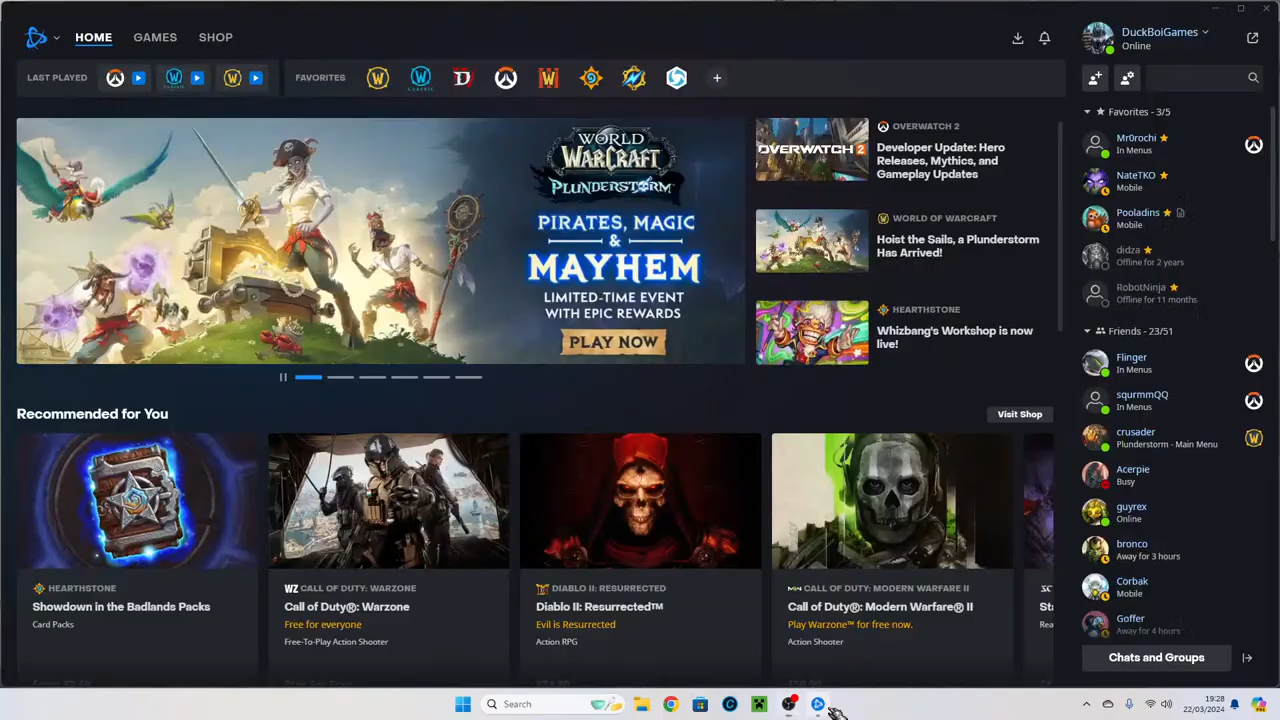 HOME
GAMES
SHOP
LAST PLAYED
CLASSIC
FAVORITES
CLASSIC
WORLD
WARCRAFT
PLUNDERSTORM
PIRATES, MAGIC
&
MAYHEM
LIMITED-TIME EVENT
WITH EPIC REWARDS
PLAY NOW
OVERWATCH 2
OVERWATCH 2
Developer Update: Hero
Releases, Mythics, and
Gameplay Updates
WORLD OF WARCRAFT
Hoist the Sails, a Plunderstorm
Has Arrived!
HEARTHSTONE
Whizbang's Workshop is now
live!
Recommended for You
Visit Shop
HEARTHSTONE
Showdown in the Badlands Packs
Card Packs
WZ CALL OF DUTY: WARZONE
Call of Duty®: Warzone
Free for everyone
Free-To-Play Action Shooter
DIABLO II: RESURRECTED
Diablo II: Resurrected™
Evil is Resurrected
Action RPG
CALL OF DUTY: MODERN WARFARE II
Call of Duty®: Modern Warfare® II
Play Warzone™ for free now.
Action Shooter
SC
Sta
Rea
DuckBoiGames
Online
Favorites - 3/5
Mr0rochi
In Menus
NateTKO
Mobile
Pooladins
Mobile
didza
Offline for 2 years
RobotNinja
Offline for 11 months
Friends - 23/51
Flinger
In Menus
squrmmQQ
In Menus
crusader
Plunderstorm - Main Menu
Acerpie
Busy
guyrex
Online
bronco
Away for 3 hours
Corbak
Mobile
Goffer
Away for 4 hours
Chats and Groups
Search
19:28
22/03/2024